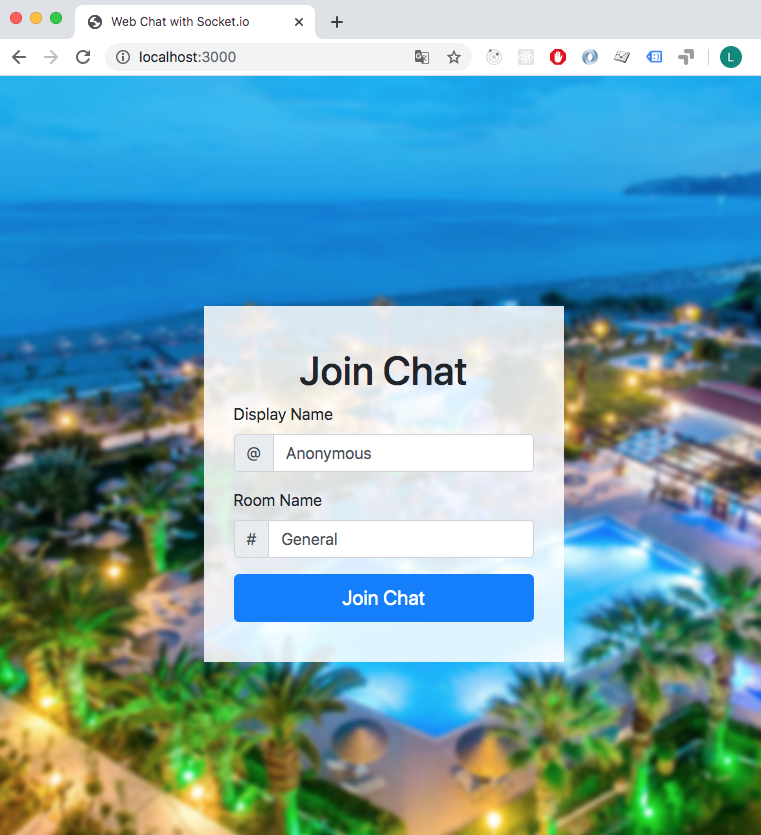 Web Chat with Socket.io
localhost:3000
L
Join Chat
Display Name
@ Anonymous
Room Name
# General
Join Chat